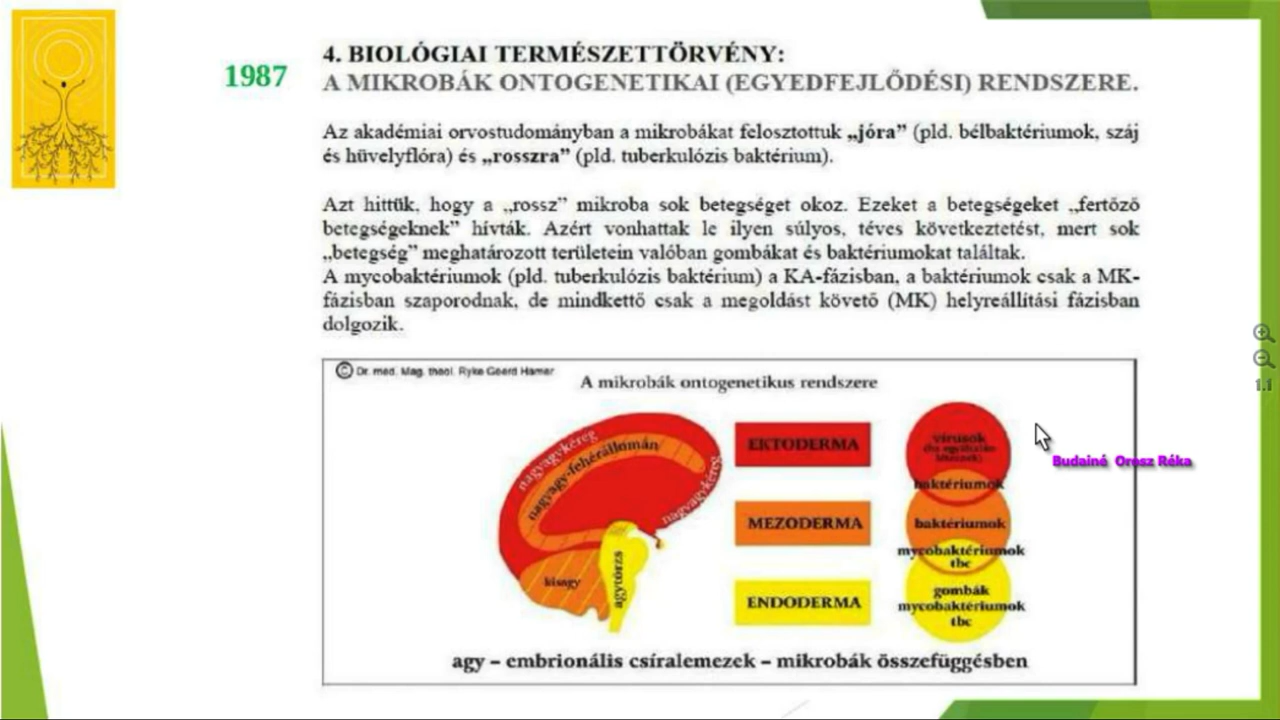 1987
4. BIOLÓGIAI TERMÉSZETTÖRVÉNY:
A MIKROBÁK ONTOGENETIKAI (EGYEDFEJLŐDÉSI) RENDSZERE.
Az akadémiai orvostudományban a mikrobákat felosztottuk „jóra” (pld. bélbaktériumok, száj
és hüvelyflóra) és „rosszra” (pld. tuberkulózis baktérium).
Azt hittük, hogy a „rossz” mikroba sok betegséget okoz. Ezeket a betegségeket „fertőző
betegségeknek” hívták. Azért vonhattak le ilyen súlyos, téves következtetést, mert sok
„betegség” meghatározott területein valóban gombákat és baktériumokat találtak.
A mycobaktériumok (pld. tuberkulózis baktérium) a KA-fázisban, a baktériumok csak a MK-
fázisban szaporodnak, de mindkettő csak a megoldást követő (MK) helyreállítási fázisban
dolgozik.
© Dr. med. Mag. theol. Ryke Geerd Hamer
A mikrobák ontogenetikus rendszere
nagyagykéreg
nagyagy-fehérállomán
nagyagykéreg
kisagy
agytörzs
EKTODERMA
MEZODERMA
ENDODERMA
vírusok
baktériumok
baktériumok
mycobaktériumok
tbc
gombák
mycobaktériumok
tbc
agy – embrionális csíralemezek – mikrobák összefüggésben
Budainé Orosz Réka
1.1